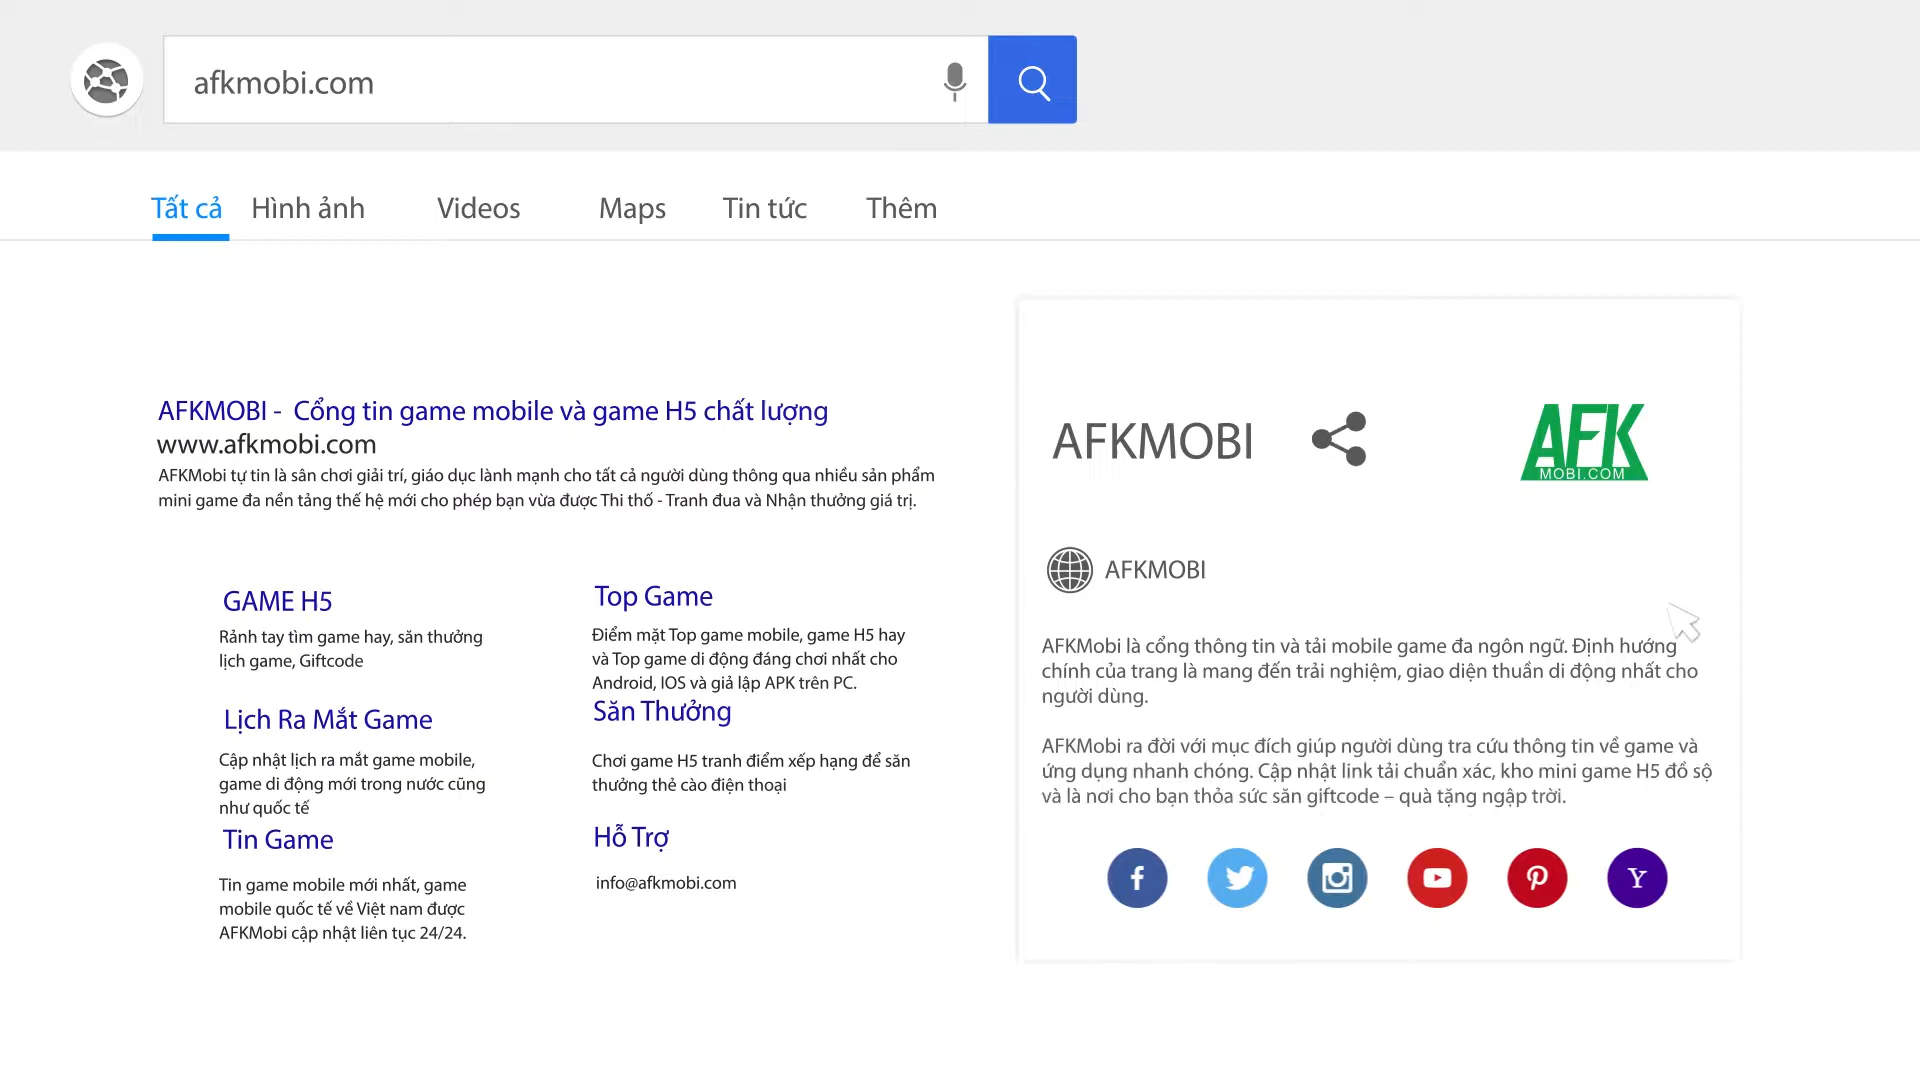 afkmobi.com
Tất cả Hình ảnh Videos Maps Tin tức Thêm
AFKMOBI - Cổng tin game mobile và game H5 chất lượng
www.afkmobi.com
AFKMobi tự tin là sân chơi giải trí, giáo dục lành mạnh cho tất cả người dùng thông qua nhiều sản phẩm
mini game đa nền tảng thế hệ mới cho phép bạn vừa được Thi thố - Tranh đua và Nhận thưởng giá trị.
GAME H5
Rảnh tay tìm game hay, săn thưởng
lịch game, Giftcode
Lịch Ra Mắt Game
Cập nhật lịch ra mắt game mobile,
game di động mới trong nước cũng
như quốc tế
Tin Game
Tin game mobile mới nhất, game
mobile quốc tế về Việt nam được
AFKMobi cập nhật liên tục 24/24.
Top Game
Điểm mặt Top game mobile, game H5 hay
và Top game di động đáng chơi nhất cho
Android, IOS và giả lập APK trên PC.
Săn Thưởng
Chơi game H5 tranh điểm xếp hạng để săn
thưởng thẻ cào điện thoại
Hỗ Trợ
info@afkmobi.com
AFKMOBI
AFK
MOBI.COM
AFKMOBI
AFKMobi là cổng thông tin và tải mobile game đa ngôn ngữ. Định hướng
chính của trang là mang đến trải nghiệm, giao diện thuần di động nhất cho
người dùng.
AFKMobi ra đời với mục đích giúp người dùng tra cứu thông tin về game và
ứng dụng nhanh chóng. Cập nhật link tải chuẩn xác, kho mini game H5 đồ sộ
và là nơi cho bạn thỏa sức săn giftcode – quà tặng ngập trời.
f
Y